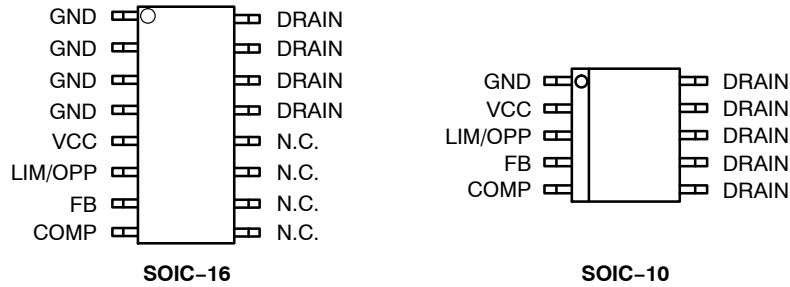 GND DRAIN
GND DRAIN
GND DRAIN
GND DRAIN
VCC N.C.
LIM/OPP N.C.
FB N.C.
COMP N.C.
SOIC−16
GND DRAIN
VCC DRAIN
LIM/OPP DRAIN
FB DRAIN
COMP DRAIN
SOIC−10